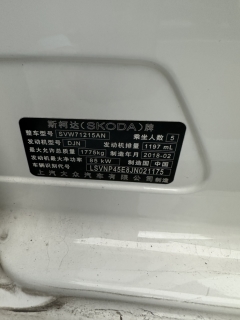 斯柯达(SKODA)牌
整车型号 SVW71215AN 乘坐人数 5
发动机型号 DJN 发动机排量 1197 mL
最大允许总质量 1775kg 制造年月 2018-02
发动机最大净功率 85 kW 制造国 中国
车辆识别代号 LSVNP45E8JN021175
上汽大众汽车有限公司 制造